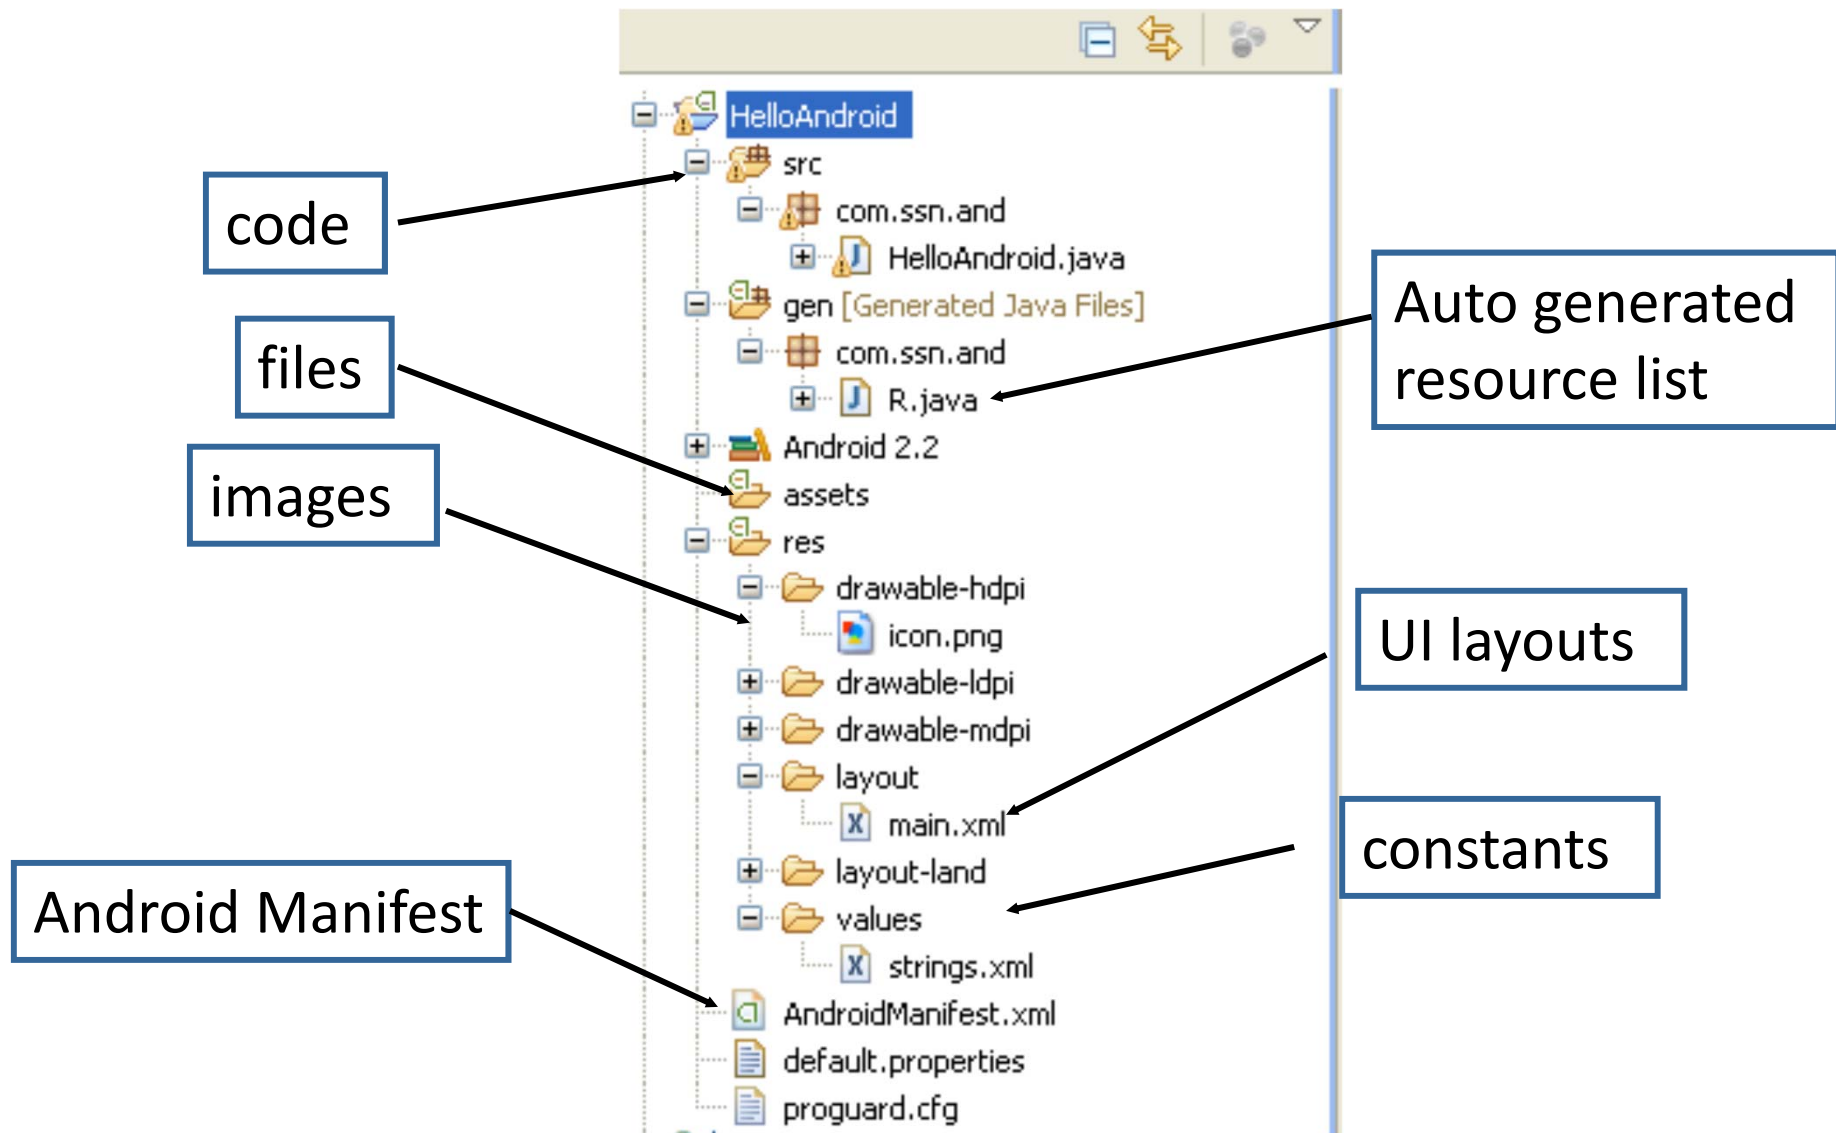 HelloAndroid
src
com.ssn.and
HelloAndroid.java
gen [Generated Java Files]
com.ssn.and
R.java
Android 2.2
assets
res
drawable-hdpi
icon.png
drawable-ldpi
drawable-mdpi
layout
main.xml
layout-land
values
strings.xml
AndroidManifest.xml
default.properties
proguard.cfg
code
files
images
Android Manifest
Auto generated
resource list
UI layouts
constants